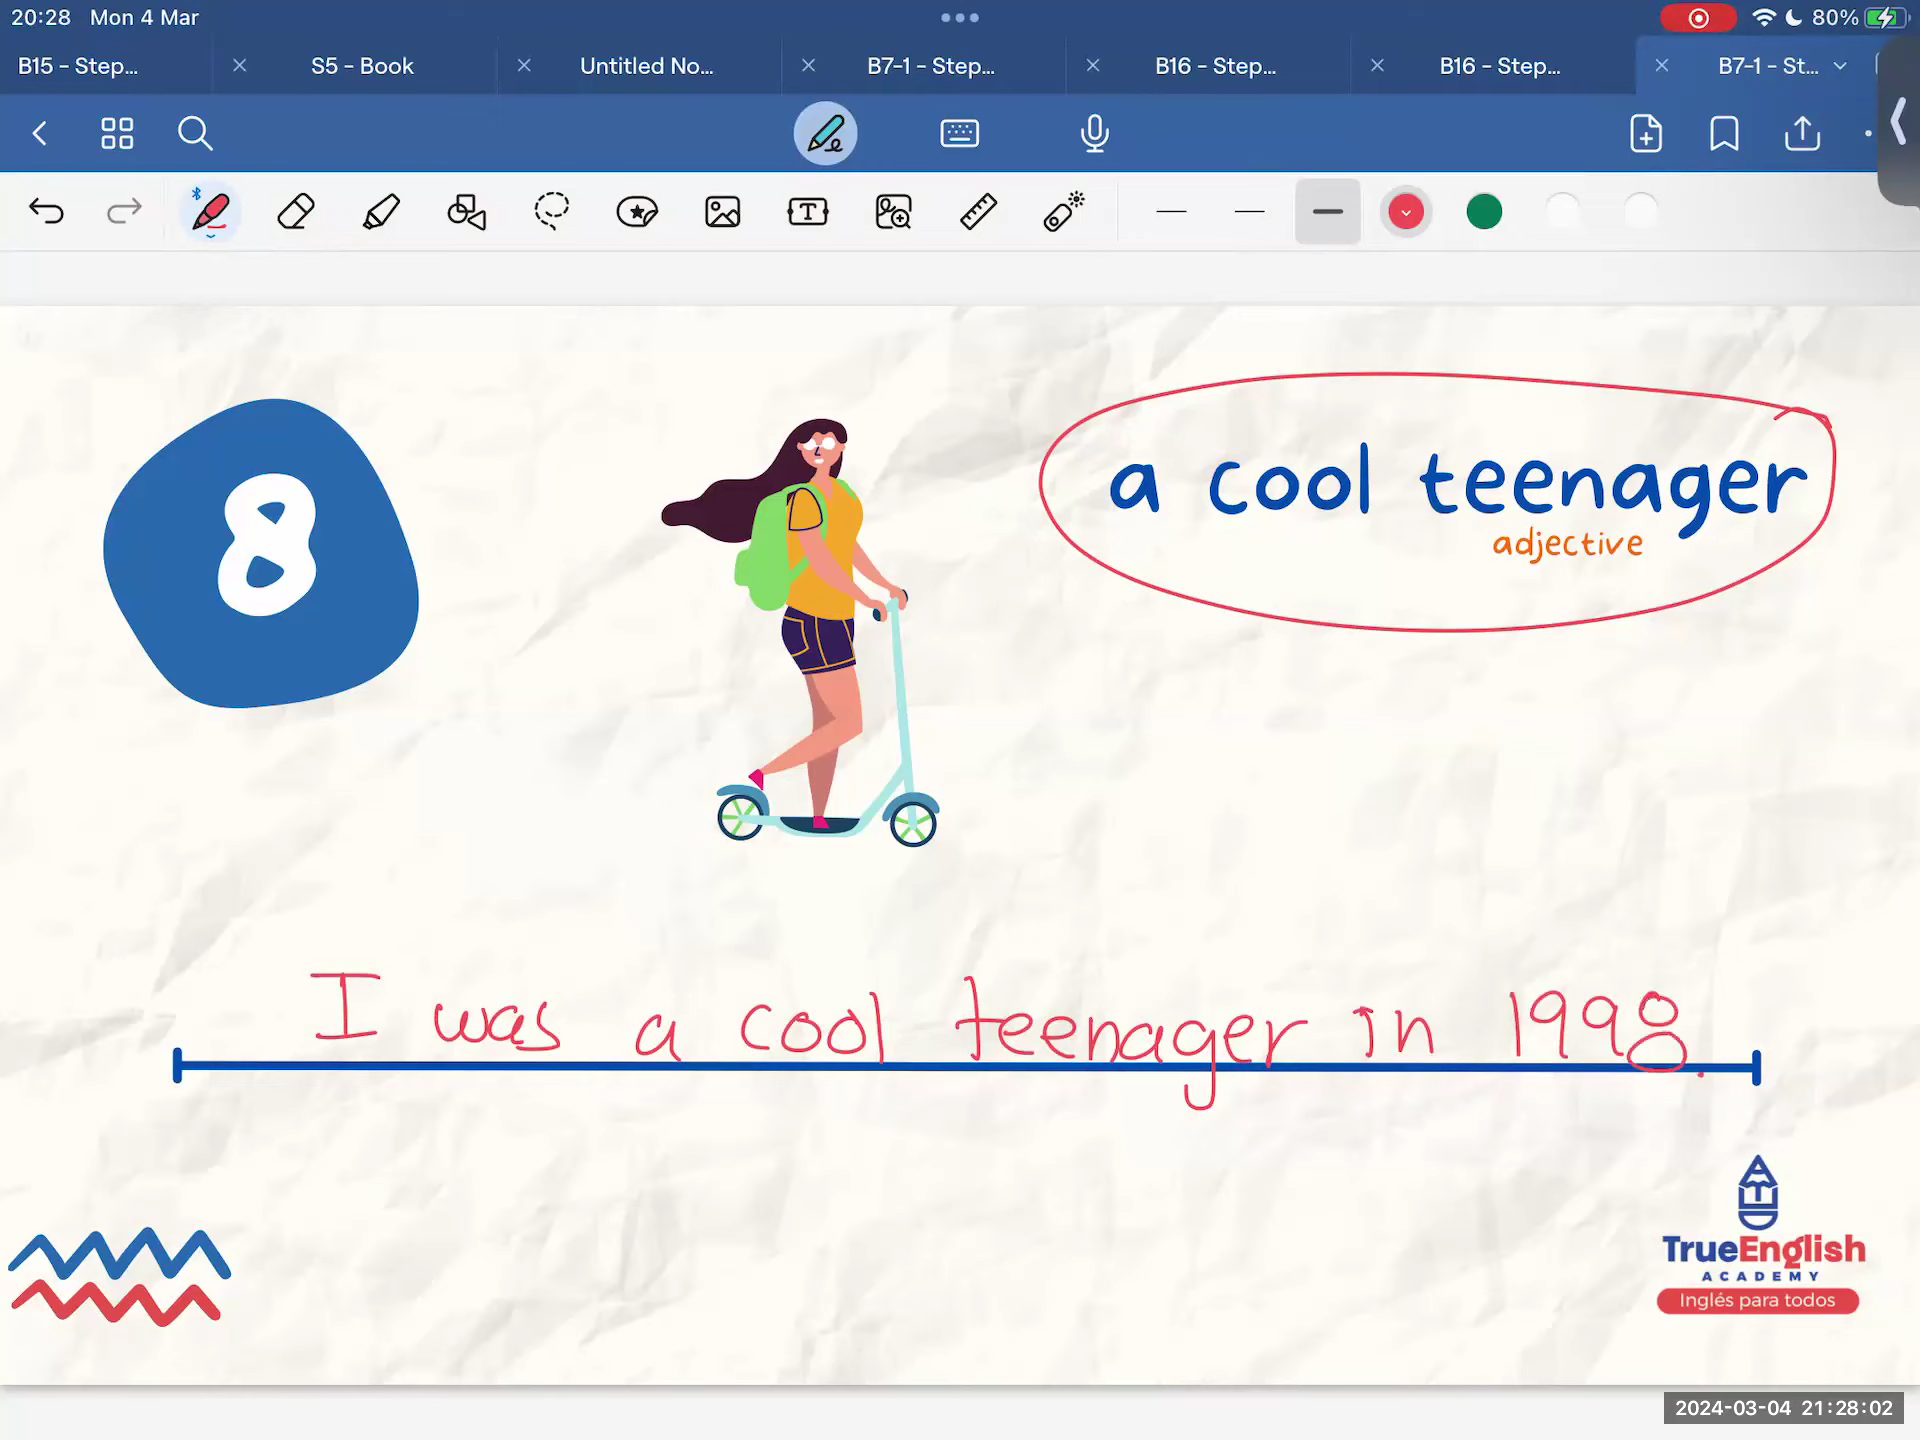 20:28 Mon 4 Mar
80%
B15 - Step...
S5 - Book
Untitled No...
B7-1 - Step...
B16 - Step...
B16 - Step...
B7-1 - St...
8
a cool teenager
adjective
I was a cool teenager in 1998.
TrueEnglish
ACADEMY
Inglés para todos
2024-03-04 21:28:02